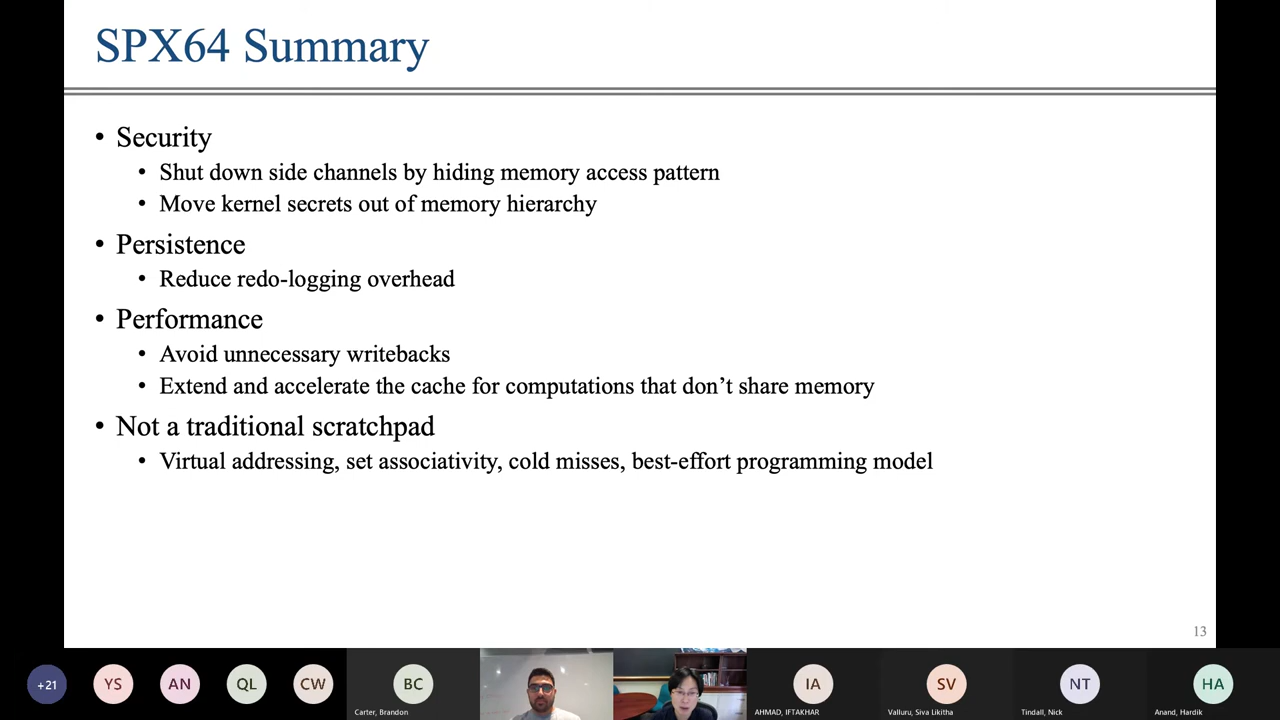 SPX64 Summary
• Security
• Shut down side channels by hiding memory access pattern
• Move kernel secrets out of memory hierarchy
• Persistence
• Reduce redo-logging overhead
• Performance
• Avoid unnecessary writebacks
• Extend and accelerate the cache for computations that don’t share memory
• Not a traditional scratchpad
• Virtual addressing, set associativity, cold misses, best-effort programming model
13
+21
YS
AN
QL
CW
BC
IA
SV
NT
HA
Carter, Brandon
AHMAD, IFTAKHAR
Valluru, Siva Likitha
Tindall, Nick
Anand, Hardik